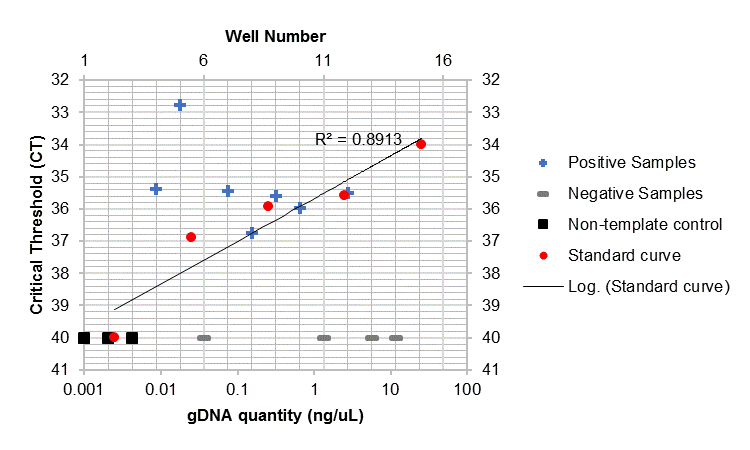 Well Number
1 6 11 16
32 32
33 33
34 34
R² = 0.8913
35 35
36 36
37 37
38 38
39 39
40 40
41 41
Critical Threshold (CT)
0.001 0.01 0.1 1 10 100
gDNA quantity (ng/uL)
Positive Samples
Negative Samples
Non-template control
Standard curve
Log. (Standard curve)